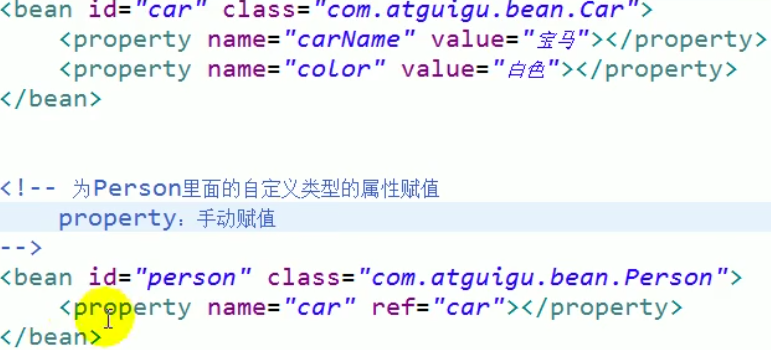 <bean id="car" class="com.atguigu.bean.Car">
<property name="carName" value="宝马"></property>
<property name="color" value="白色"></property>
</bean>
<!-- 为Person里面的自定义类型的属性赋值
property：手动赋值
-->
<bean id="person" class="com.atguigu.bean.Person">
<property name="car" ref="car"></property>
</bean>